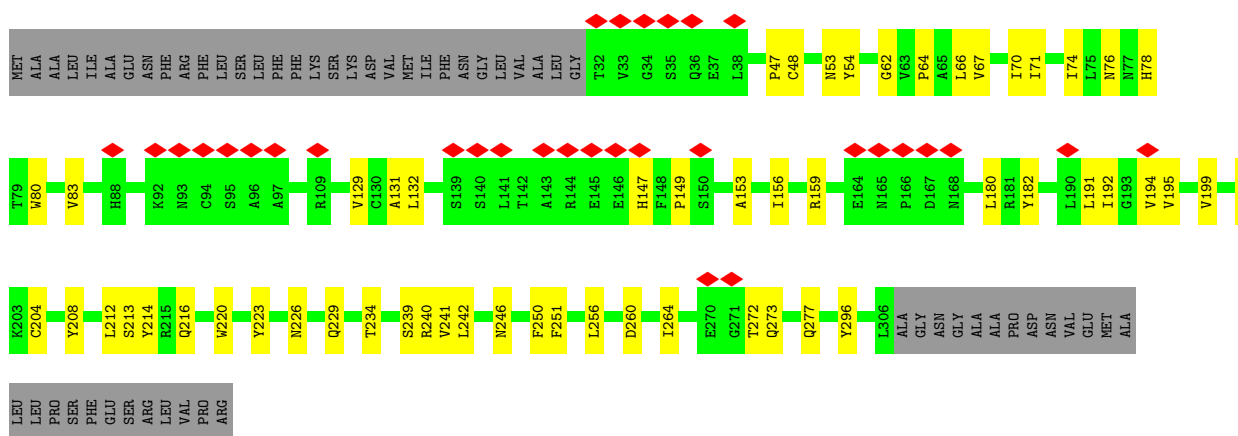 MET ALA ALA LEU ILE ALA GLU ASN PHE ARG PHE LEU SER LEU PHE PHE LYS SER LYS ASP VAL MET ILE PHE ASN GLY LEU VAL ALA LEU GLY T32 V33 G34 S35 Q36 E37 L38 P47 C48 N53 Y54 G62 V63 P64 A65 L66 V67 I70 I71 I74 L75 N76 N77 H78
T79 W80 V83 H88 K92 N93 C94 S95 A96 A97 R109 V129 C130 A131 L132 S139 S140 L141 T142 A143 R144 E145 E146 H147 F148 P149 S150 A153 I156 R159 E164 N165 P166 D167 N168 L180 R181 Y182 L190 L191 I192 G193 V194 V195 V199
K203 C204 Y208 L212 S213 Y214 R215 Q216 W220 Y223 N226 Q229 T234 S239 R240 V241 L242 N246 F250 F251 L256 D260 I264 E270 G271 T272 Q273 Q277 Y296 L306 ALA GLY ASN GLY ALA ALA PRO ASP ASN VAL GLU MET ALA
LEU LEU PRO SER PHE GLU SER ARG LEU VAL PRO ARG